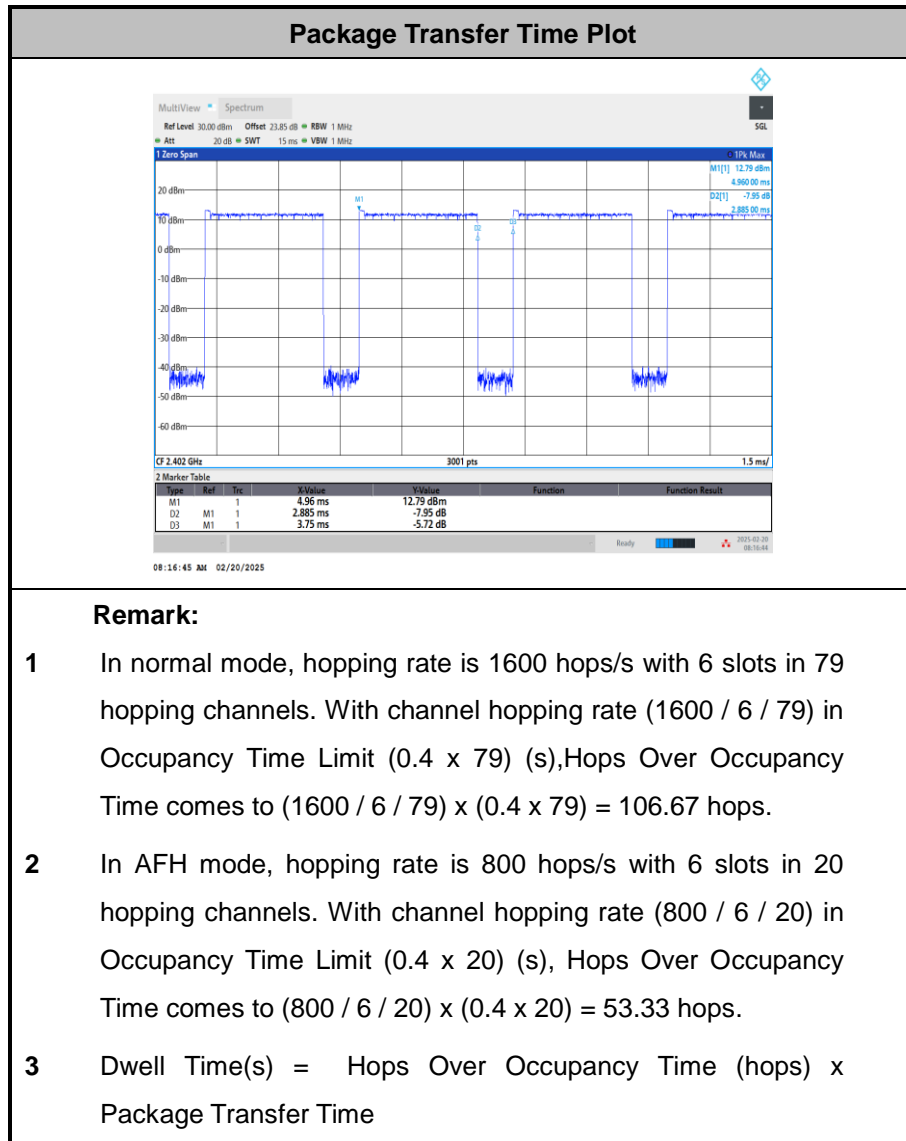 Package Transfer Time Plot
MultiView Spectrum
Ref Level 30.00 dBm Offset 23.85 dB RBW 1 MHz SGL
Att 20 dB SWT 15 ms VBW 1 MHz
1 Zero Span 1Pk Max
M1[1] 12.79 dBm
4.960 00 ms
D2[1] -7.95 dB
2.885 00 ms
20 dBm
M1
10 dBm
D2 D3
0 dBm
-10 dBm
-20 dBm
-30 dBm
-40 dBm
-50 dBm
-60 dBm
CF 2.402 GHz 3001 pts 1.5 ms/
2 Marker Table
Type Ref Trc X-Value Y-Value Function Function Result
M1 1 4.96 ms 12.79 dBm
D2 M1 1 2.885 ms -7.95 dB
D3 M1 1 3.75 ms -5.72 dB
Ready 2025-02-20
08:16:44
08:16:45 AM 02/20/2025
Remark:
1 In normal mode, hopping rate is 1600 hops/s with 6 slots in 79
hopping channels. With channel hopping rate (1600 / 6 / 79) in
Occupancy Time Limit (0.4 x 79) (s),Hops Over Occupancy
Time comes to (1600 / 6 / 79) x (0.4 x 79) = 106.67 hops.
2 In AFH mode, hopping rate is 800 hops/s with 6 slots in 20
hopping channels. With channel hopping rate (800 / 6 / 20) in
Occupancy Time Limit (0.4 x 20) (s), Hops Over Occupancy
Time comes to (800 / 6 / 20) x (0.4 x 20) = 53.33 hops.
3 Dwell Time(s) = Hops Over Occupancy Time (hops) x
Package Transfer Time